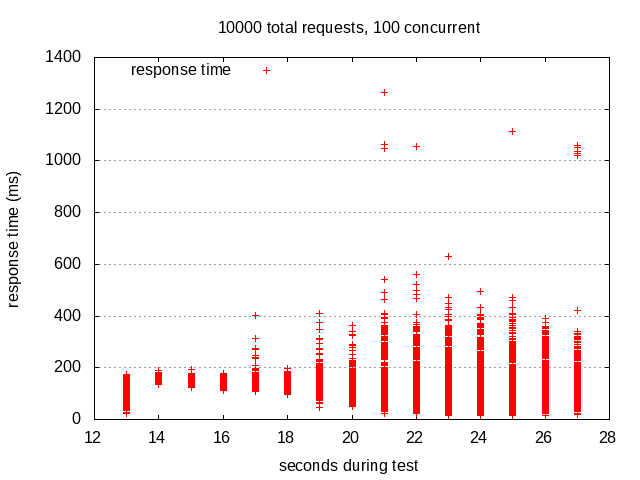 10000 total requests, 100 concurrent
response time
1400
1200
1000
800
600
400
200
0
response time (ms)
12 14 16 18 20 22 24 26 28
seconds during test